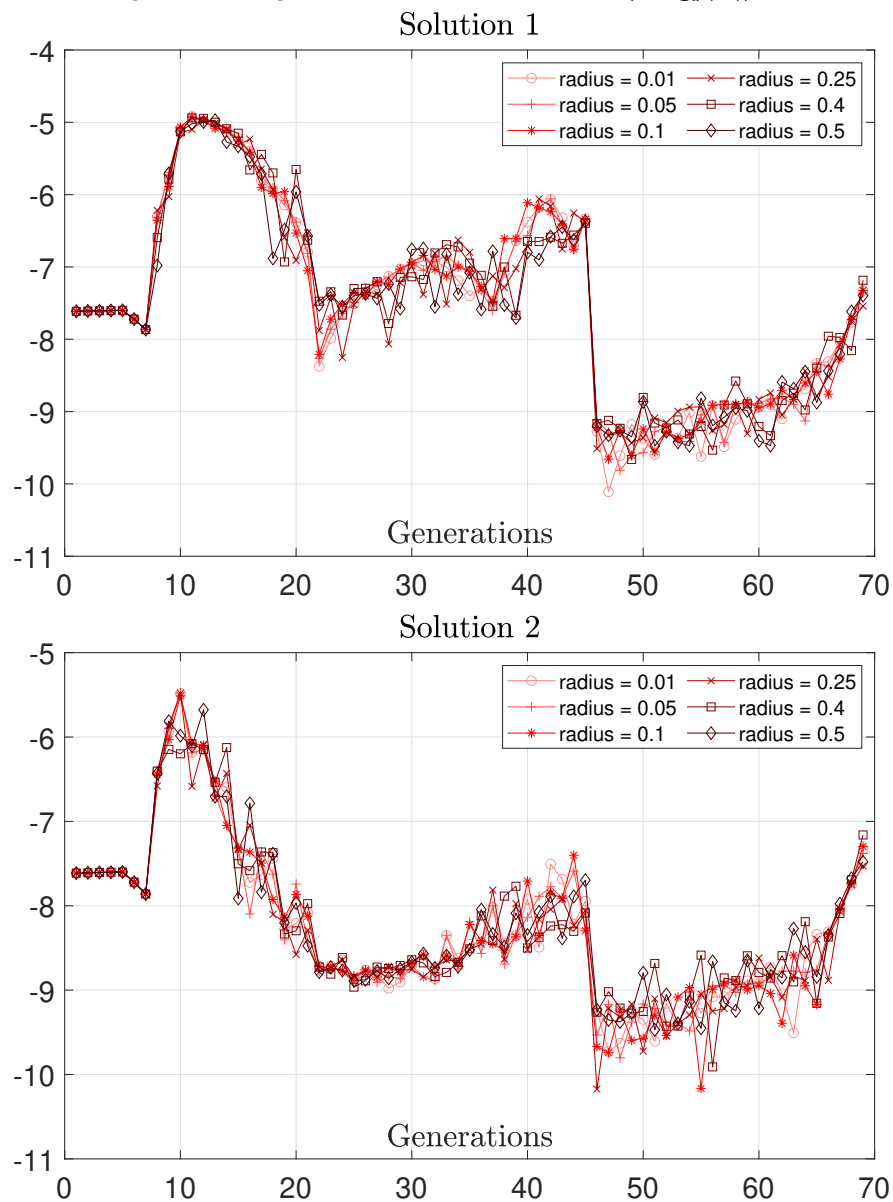 Solution 1
-4
-5
-6
-7
-8
-9
-10
-11
radius = 0.01
radius = 0.05
radius = 0.1
radius = 0.25
radius = 0.4
radius = 0.5
Generations
0 10 20 30 40 50 60 70
Solution 2
-5
-6
-7
-8
-9
-10
-11
radius = 0.01
radius = 0.05
radius = 0.1
radius = 0.25
radius = 0.4
radius = 0.5
Generations
0 10 20 30 40 50 60 70